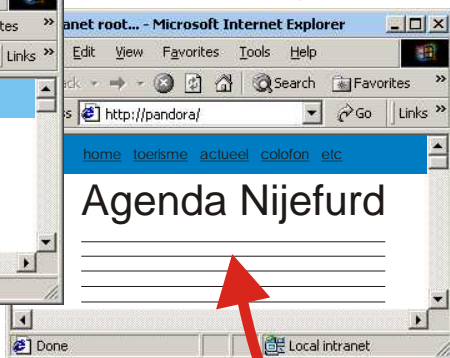 tes »
Links »
anet root... - Microsoft Internet Explorer
Edit View Favorites Tools Help
Search Favorites »
http://pandora/ Go Links »
home toerisme actueel colofon etc
Agenda Nijefurd
Done Local intranet